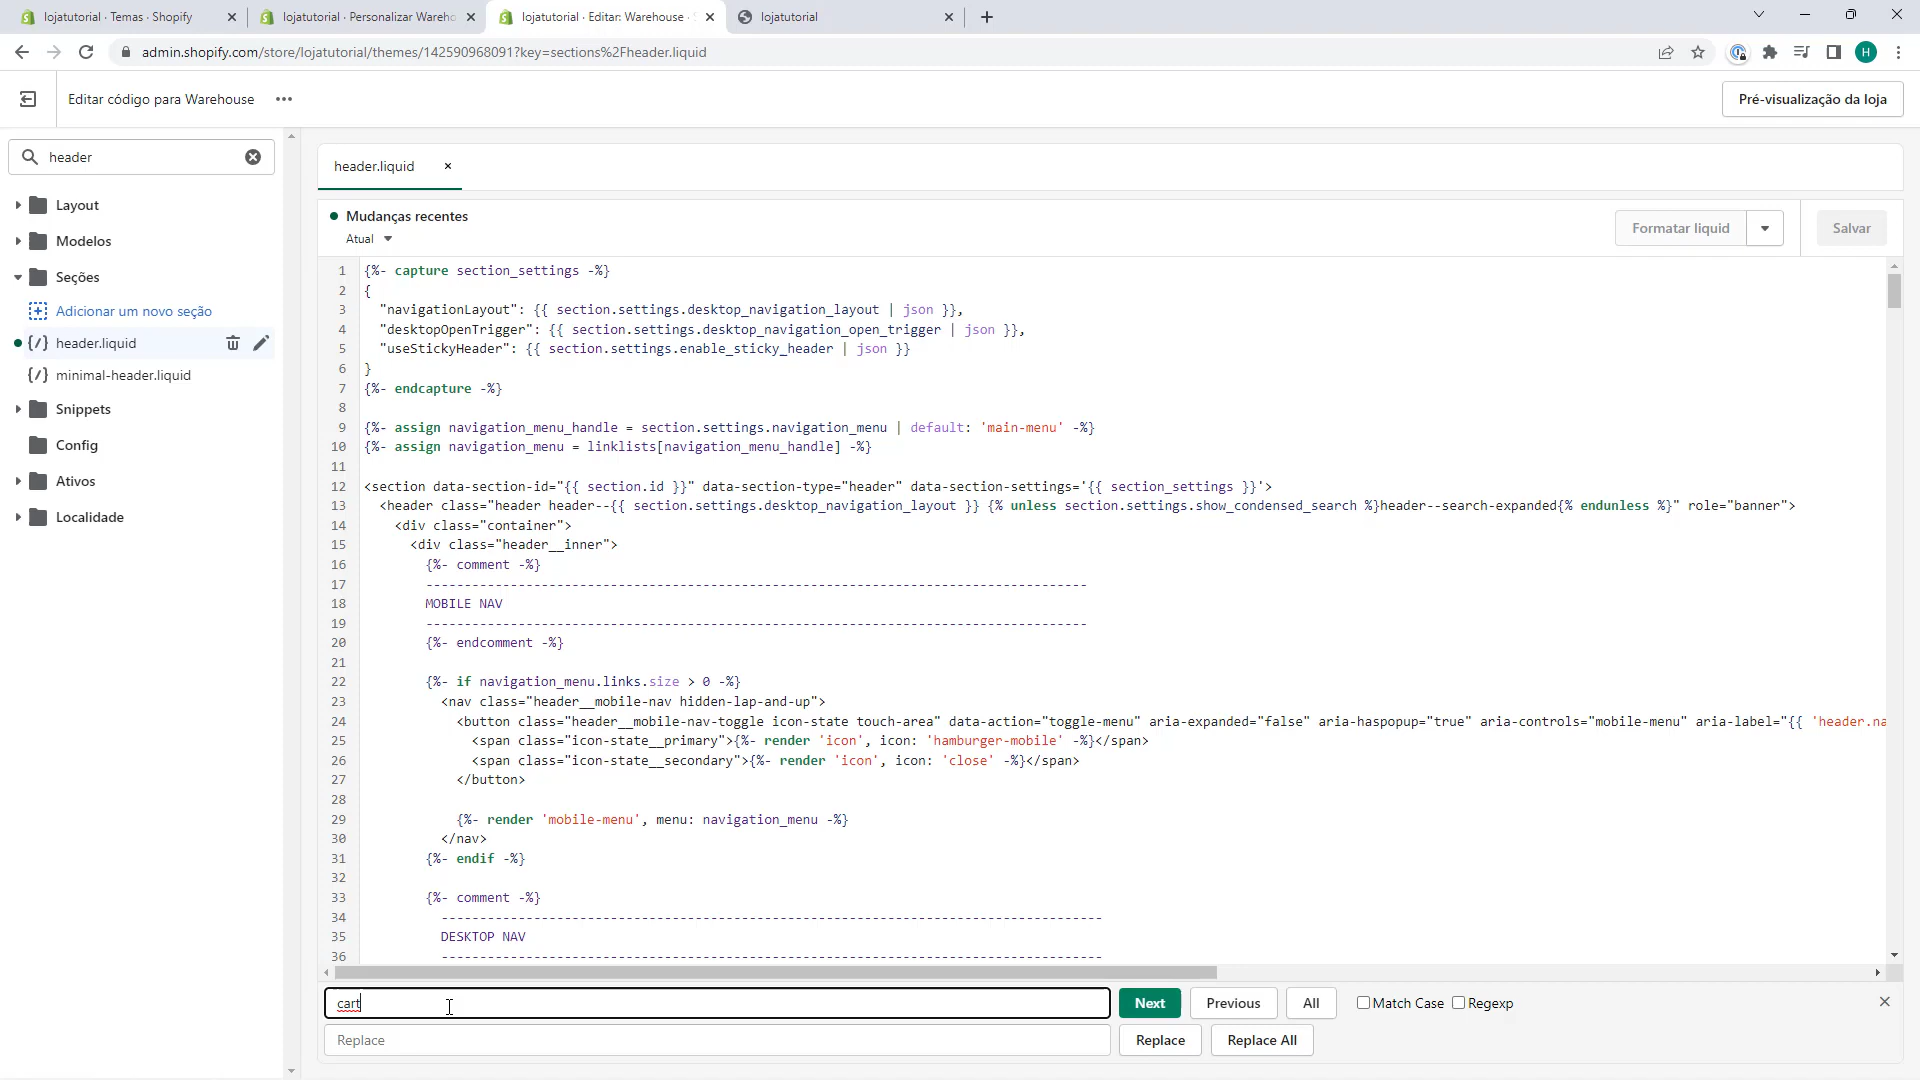 lojatutorial · Temas · Shopify
lojatutorial · Personalizar Wareho
lojatutorial · Editar: Warehouse ·
lojatutorial
admin.shopify.com/store/lojatutorial/themes/142590968091?key=sections%2Fheader.liquid
H
Editar código para Warehouse
Pré-visualização da loja
header
Layout
Modelos
Seções
Adicionar um novo seção
header.liquid
minimal-header.liquid
Snippets
Config
Ativos
Localidade
header.liquid
Mudanças recentes
Atual
Formatar liquid
Salvar
1 {%- capture section_settings -%}
2 {
3 "navigationLayout": {{ section.settings.desktop_navigation_layout | json }},
4 "desktopOpenTrigger": {{ section.settings.desktop_navigation_open_trigger | json }},
5 "useStickyHeader": {{ section.settings.enable_sticky_header | json }}
6 }
7 {%- endcapture -%}
8
9 {%- assign navigation_menu_handle = section.settings.navigation_menu | default: 'main-menu' -%}
10 {%- assign navigation_menu = linklists[navigation_menu_handle] -%}
11
12 <section data-section-id="{{ section.id }}" data-section-type="header" data-section-settings='{{ section_settings }}'>
13 <header class="header header--{{ section.settings.desktop_navigation_layout }} {% unless section.settings.show_condensed_search %}header--search-expanded{% endunless %}" role="banner">
14 <div class="container">
15 <div class="header__inner">
16 {%- comment -%}
17 --------------------------------------------------------------------------------------
18 MOBILE NAV
19 --------------------------------------------------------------------------------------
20 {%- endcomment -%}
21
22 {%- if navigation_menu.links.size > 0 -%}
23 <nav class="header__mobile-nav hidden-lap-and-up">
24 <button class="header__mobile-nav-toggle icon-state touch-area" data-action="toggle-menu" aria-expanded="false" aria-haspopup="true" aria-controls="mobile-menu" aria-label="{{ 'header.na
25 <span class="icon-state__primary">{%- render 'icon', icon: 'hamburger-mobile' -%}</span>
26 <span class="icon-state__secondary">{%- render 'icon', icon: 'close' -%}</span>
27 </button>
28
29 {%- render 'mobile-menu', menu: navigation_menu -%}
30 </nav>
31 {%- endif -%}
32
33 {%- comment -%}
34 --------------------------------------------------------------------------------------
35 DESKTOP NAV
36 --------------------------------------------------------------------------------------
cart
Next
Previous
All
Match Case
Regexp
Replace
Replace
Replace All